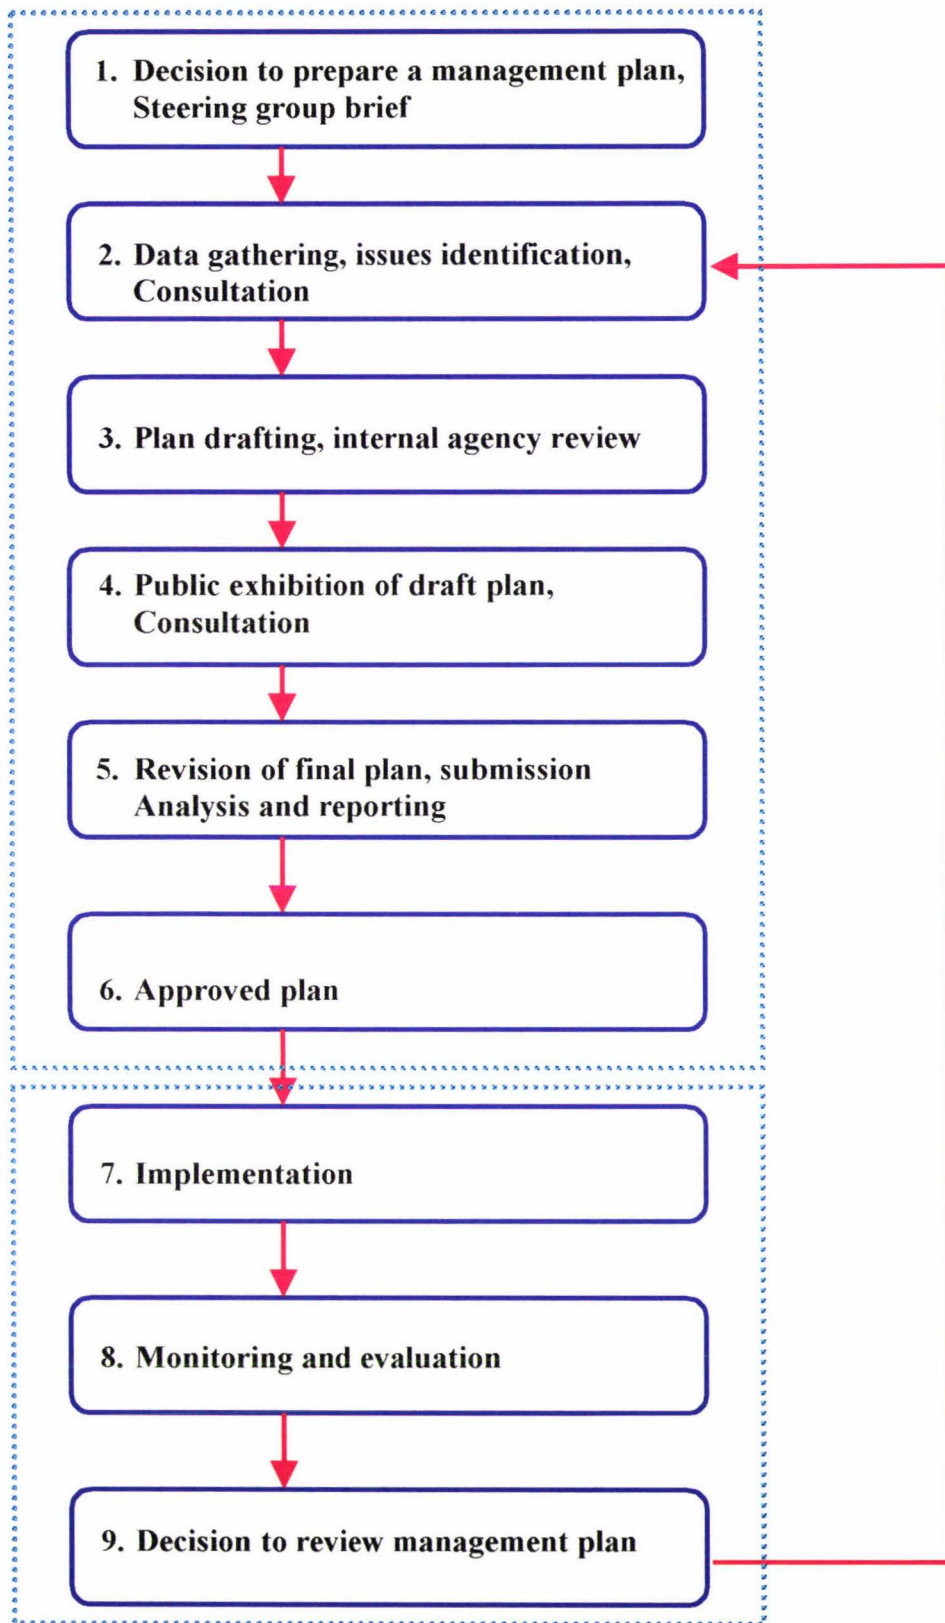 1. Decision to prepare a management plan,
Steering group brief
2. Data gathering, issues identification,
Consultation
3. Plan drafting, internal agency review
4. Public exhibition of draft plan,
Consultation
5. Revision of final plan, submission
Analysis and reporting
6. Approved plan
7. Implementation
8. Monitoring and evaluation
9. Decision to review management plan